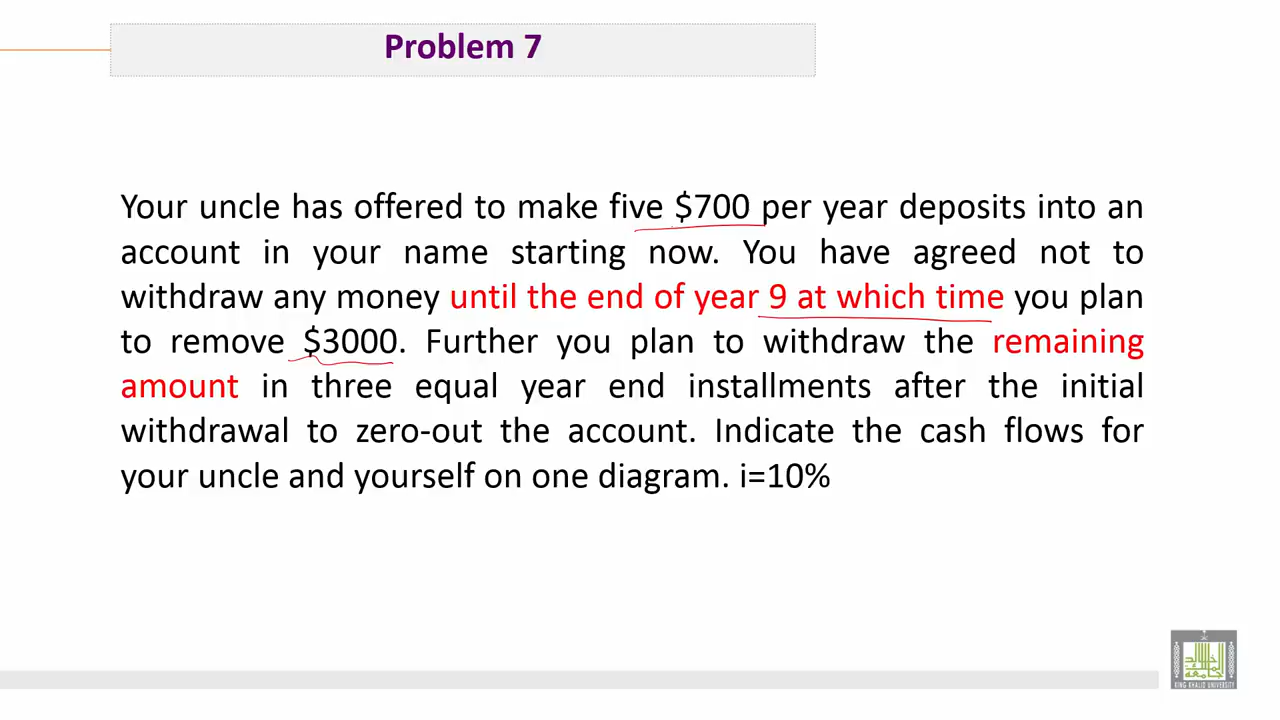 Problem 7
Your uncle has offered to make five $700 per year deposits into an
account in your name starting now. You have agreed not to
withdraw any money until the end of year 9 at which time you plan
to remove $3000. Further you plan to withdraw the remaining
amount in three equal year end installments after the initial
withdrawal to zero-out the account. Indicate the cash flows for
your uncle and yourself on one diagram. i=10%
KING KHALID UNIVERSITY